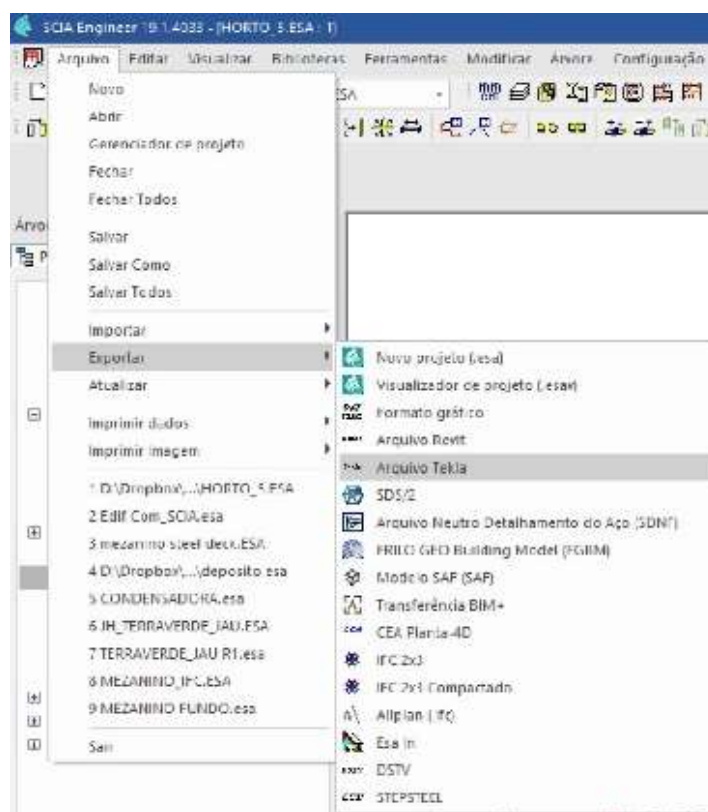 SCIA Engineer 19.1.4033 - [HORTO_5.ESA : 1]
Arquivo Editar Visualizar Bibliotecas Ferramentas Modificar Árvore Configuração
Novo
Abrir
Gerenciador de projeto
Fechar
Fechar Todos
Salvar
Salvar Como
Salvar Todos
Importar
Exportar
Atualizar
Imprimir dados
Imprimir imagem
1 D:\Dropbox\...\HORTO_5.ESA
2 Edif Com_SCIA.esa
3 mezanino steel deck.ESA
4 D:\Dropbox\...\deposito.esa
5 CONDENSADORA.esa
6 JH_TERRAVERDE_JAU.ESA
7 TERRAVERDE_JAU R1.esa
8 MEZANINO_IFC.ESA
9 MEZANINO FUNDO.esa
Sair
Novo projeto (.esa)
Visualizador de projeto (.esav)
Formato gráfico
Arquivo Revit
Arquivo Tekla
SDS/2
Arquivo Neutro Detalhamento do Aço (SDNF)
FRILO GEO Building Model (FGBM)
Modelo SAF (SAF)
Transferência BIM+
CEA Planta-4D
IFC 2x3
IFC 2x3 Compactado
Allplan (.ifc)
Esa in
DSTV
STEPSTEEL